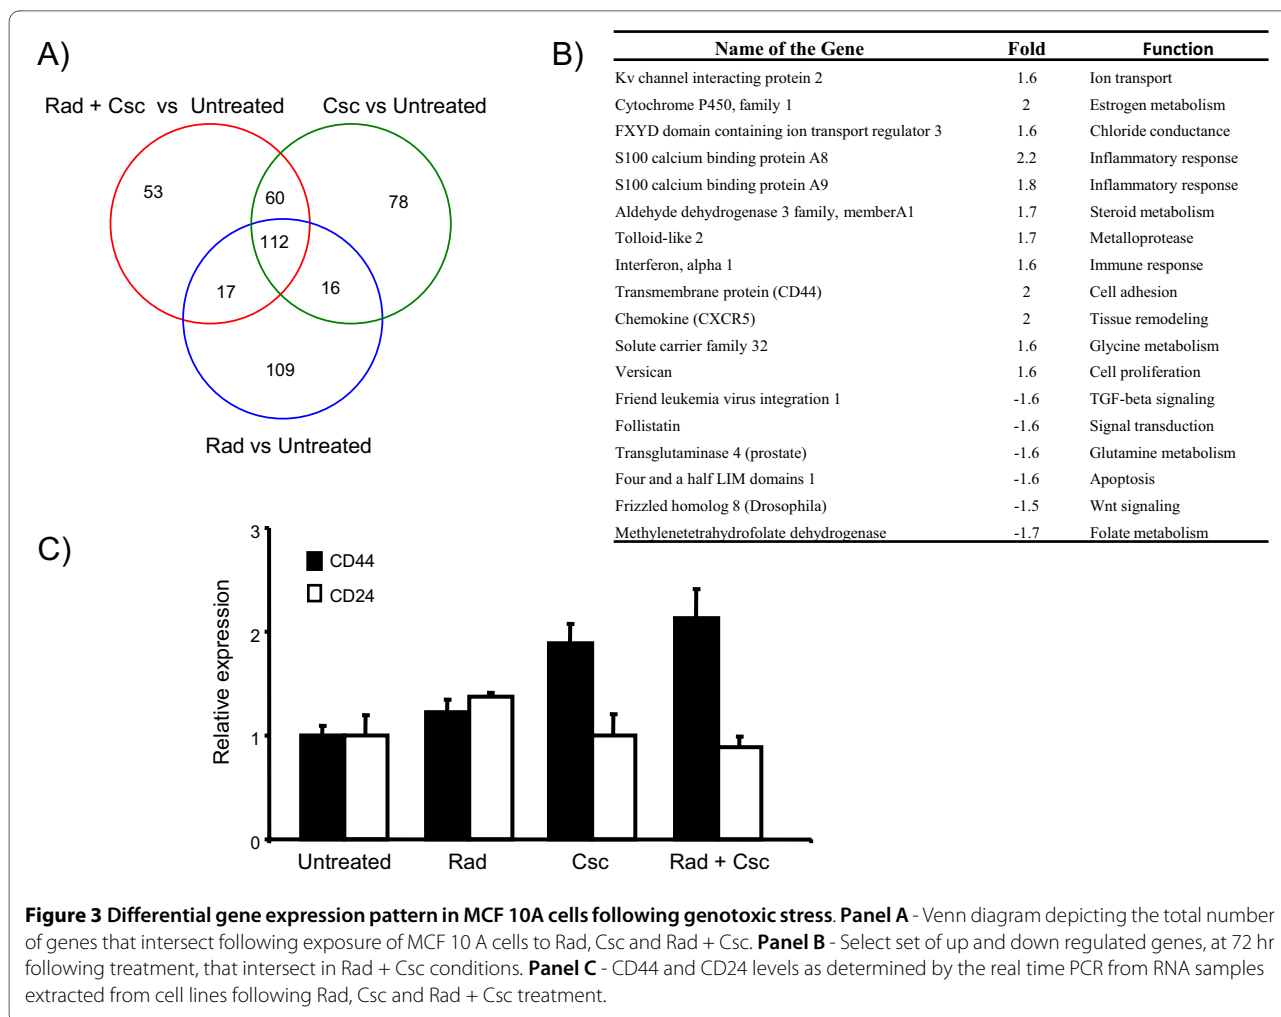 A)
Rad + Csc vs Untreated
Csc vs Untreated
53
60
78
112
17
16
109
Rad vs Untreated
B)
Name of the Gene Fold Function
Kv channel interacting protein 2 1.6 Ion transport
Cytochrome P450, family 1 2 Estrogen metabolism
FXYD domain containing ion transport regulator 3 1.6 Chloride conductance
S100 calcium binding protein A8 2.2 Inflammatory response
S100 calcium binding protein A9 1.8 Inflammatory response
Aldehyde dehydrogenase 3 family, memberA1 1.7 Steroid metabolism
Tolloid-like 2 1.7 Metalloprotease
Interferon, alpha 1 1.6 Immune response
Transmembrane protein (CD44) 2 Cell adhesion
Chemokine (CXCR5) 2 Tissue remodeling
Solute carrier family 32 1.6 Glycine metabolism
Versican 1.6 Cell proliferation
Friend leukemia virus integration 1 -1.6 TGF-beta signaling
Follistatin -1.6 Signal transduction
Transglutaminase 4 (prostate) -1.6 Glutamine metabolism
Four and a half LIM domains 1 -1.6 Apoptosis
Frizzled homolog 8 (Drosophila) -1.5 Wnt signaling
Methylenetetrahydrofolate dehydrogenase -1.7 Folate metabolism
C)
Relative expression
3
2
1
0
CD44
CD24
Untreated Rad Csc Rad + Csc
Figure 3 Differential gene expression pattern in MCF 10A cells following genotoxic stress. Panel A - Venn diagram depicting the total number
of genes that intersect following exposure of MCF 10 A cells to Rad, Csc and Rad + Csc. Panel B - Select set of up and down regulated genes, at 72 hr
following treatment, that intersect in Rad + Csc conditions. Panel C - CD44 and CD24 levels as determined by the real time PCR from RNA samples
extracted from cell lines following Rad, Csc and Rad + Csc treatment.